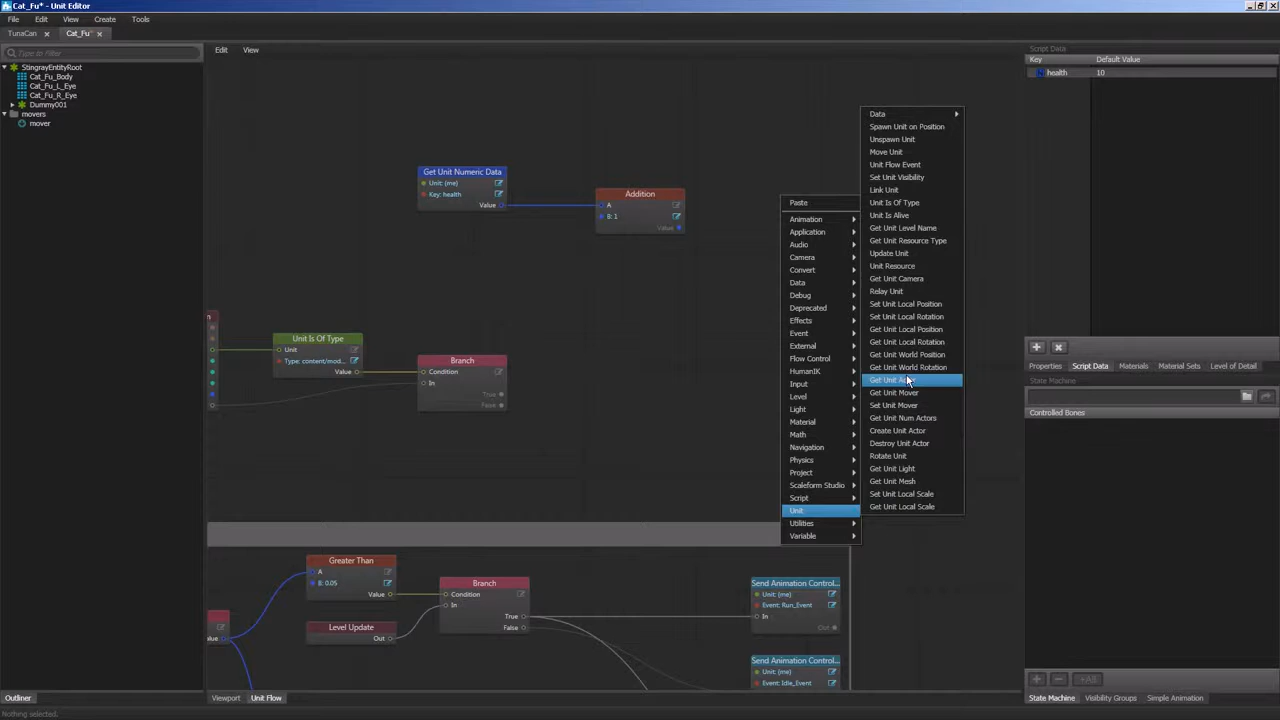 Cat_Fu* - Unit Editor
File Edit View Create Tools
TunaCan x Cat_Fu* x
Type to Filter
StingrayEntityRoot
Cat_Fu_Body
Cat_Fu_L_Eye
Cat_Fu_R_Eye
Dummy001
movers
mover
Edit View
Get Unit Numeric Data
Unit: (me)
Key: health
Value
Addition
A
B: 1
Value
Unit Is Of Type
Unit
Type: content/mod...
Value
Branch
Condition
In
True
False
Greater Than
A
B: 0.05
Value
Level Update
Out
Branch
Condition
In
True
False
Send Animation Control...
Unit: (me)
Event: Run_Event
In
Out
Send Animation Control...
Unit: (me)
Event: Idle_Event
Paste
Animation
Application
Audio
Camera
Convert
Data
Debug
Deprecated
Effects
Event
External
Flow Control
HumanIK
Input
Level
Light
Material
Math
Navigation
Physics
Project
Scaleform Studio
Script
Unit
Utilities
Variable
Data
Spawn Unit on Position
Unspawn Unit
Move Unit
Unit Flow Event
Set Unit Visibility
Link Unit
Unit Is Of Type
Unit Is Alive
Get Unit Level Name
Get Unit Resource Type
Update Unit
Unit Resource
Get Unit Camera
Relay Unit
Set Unit Local Position
Set Unit Local Rotation
Get Unit Local Position
Get Unit Local Rotation
Get Unit World Position
Get Unit World Rotation
Get Unit
Get Unit Mover
Set Unit Mover
Get Unit Num Actors
Create Unit Actor
Destroy Unit Actor
Rotate Unit
Get Unit Light
Get Unit Mesh
Set Unit Local Scale
Get Unit Local Scale
Script Data
Key Default Value
health 10
Properties Script Data Materials Material Sets Level of Detail
State Machine
Controlled Bones
State Machine Visibility Groups Simple Animation
Outliner
Viewport Unit Flow
Nothing selected.